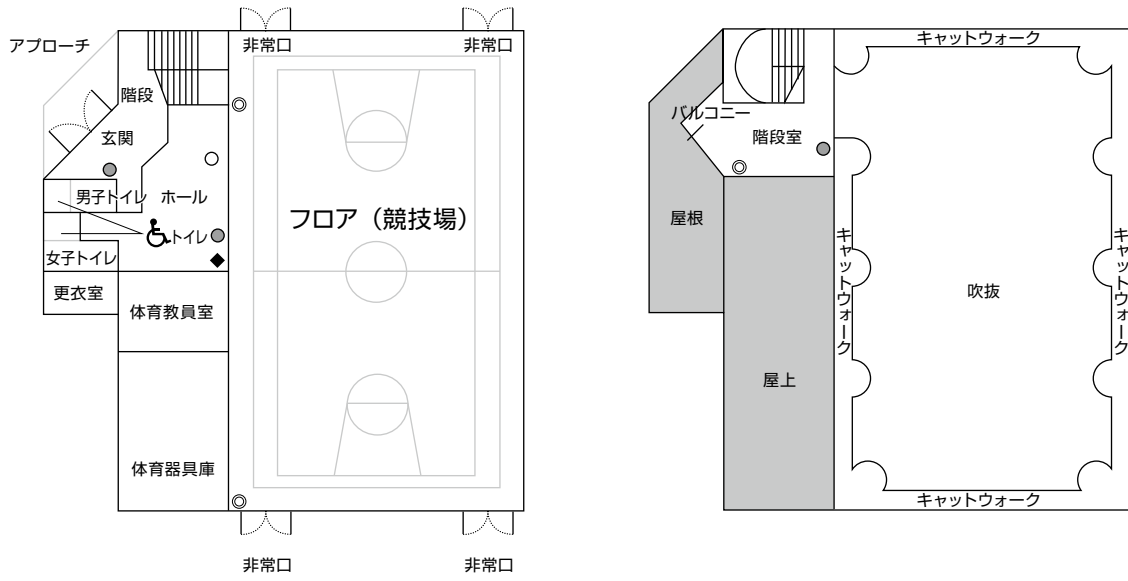 非常口
非常口
アプローチ
階段
玄関
男子トイレ
ホール
トイレ
女子トイレ
更衣室
体育教員室
体育器具庫
フロア（競技場）
非常口
非常口
キャットウォーク
バルコニー
階段室
屋根
キャットウォーク
吹抜
キャットウォーク
屋上
キャットウォーク